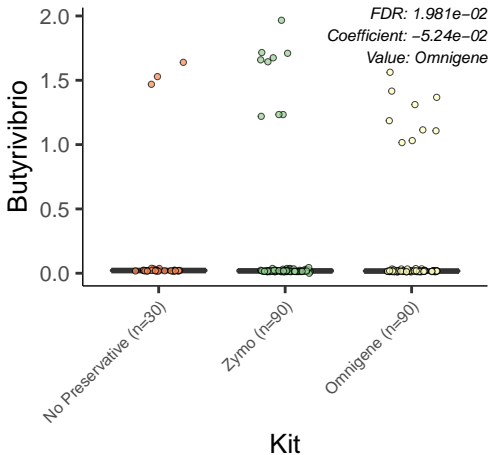 FDR: 1.981e−02
Coefficient: −5.24e−02
Value: Omnigene
2.0
1.5
1.0
0.5
0.0
Butyrivibrio
No Preservative (n=30)
Zymo (n=90)
Omnigene (n=90)
Kit